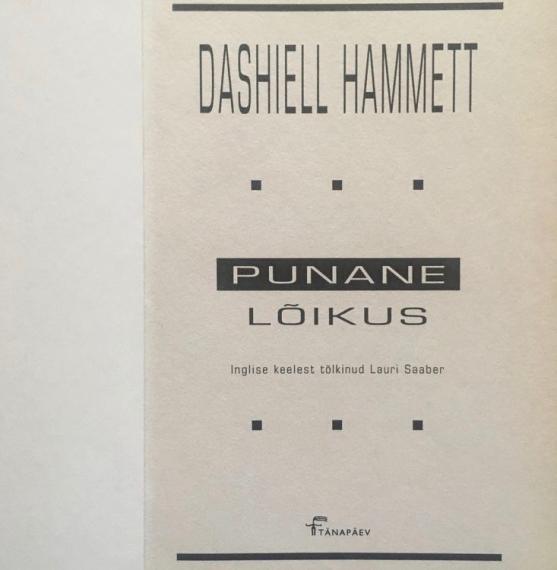 DASHIELL HAMMETT
PUNANE
LÕIKUS
Inglise keelest tõlkinud Lauri Saaber
TÄNAPÄEV